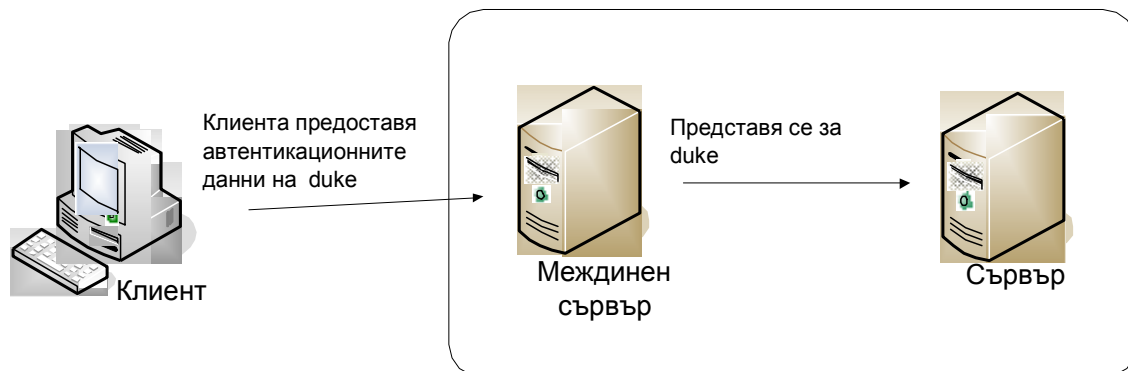 Клиента предоставя
автентикационните
данни на duke
Представя се за
duke
Клиент
Междинен
сървър
Сървър